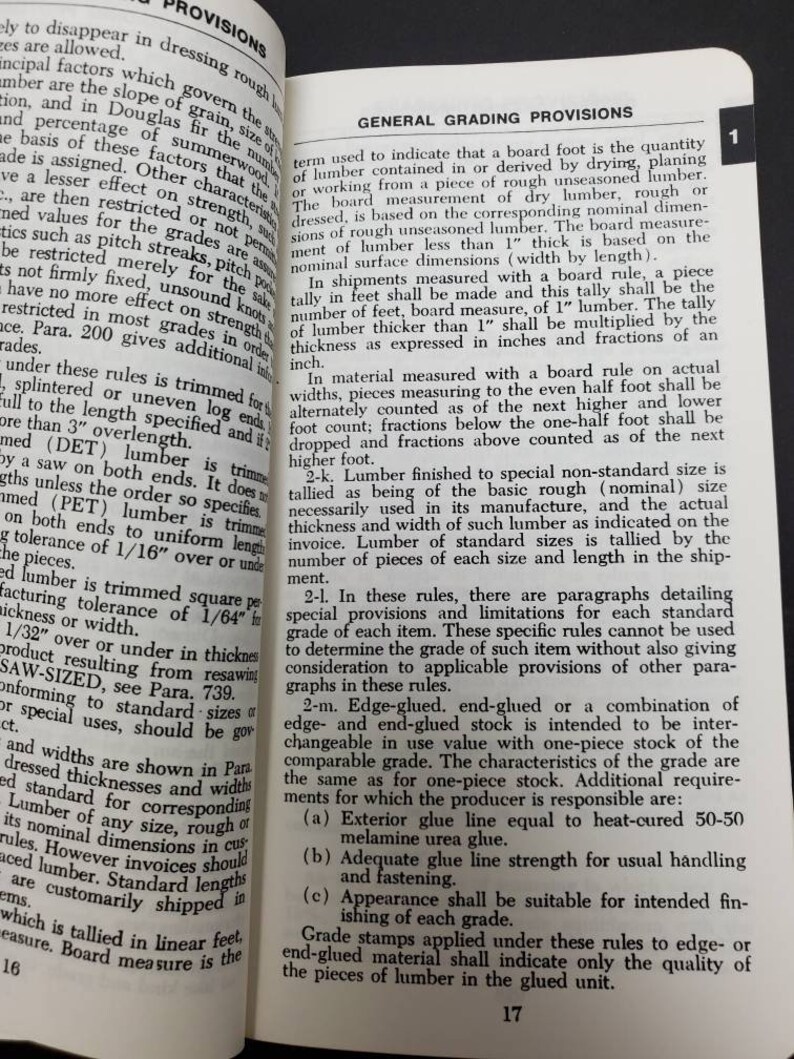 NG PROVISIONS
ely to disappear in dressing rough
zes are allowed.
incipal factors which govern the
mber are the slope of grain, size of
tion, and in Douglas fir the number
and percentage of summerwood,
e basis of these factors that the
ade is assigned. Other characteristics
ve a lesser effect on strength, such
c., are then restricted or not
ned values for the grades are
tics such as pitch streaks, pitch
be restricted merely for the sake
ts not firmly fixed, unsound knots
have no more effect on strength
restricted in most grades in order
ce. Para. 200 gives additional
rades.
under these rules is trimmed for
, splintered or uneven log ends.
full to the length specified and if
ore than 3" overlength.
med (DET) lumber is trimmed
by a saw on both ends. It does not
gths unless the order so specifies.
mmed (PET) lumber is trimmed
on both ends to uniform length
g tolerance of 1/16" over or under
the pieces.
ed lumber is trimmed square per-
facturing tolerance of 1/64" for
ickness or width.
1/32" over or under in thickness
product resulting from resawing
SAW-SIZED, see Para. 739.
onforming to standard sizes or
or special uses, should be gov-
ct.
and widths are shown in Para.
dressed thicknesses and widths
ed standard for corresponding
Lumber of any size, rough or
its nominal dimensions in cus-
rules. However invoices should
aced lumber. Standard lengths
are customarily shipped in
ems.
which is tallied in linear feet,
easure. Board measure is the
16
GENERAL GRADING PROVISIONS
1
term used to indicate that a board foot is the quantity
of lumber contained in or derived by drying, planing
or working from a piece of rough unseasoned lumber.
The board measurement of dry lumber, rough or
dressed, is based on the corresponding nominal dimen-
sions of rough unseasoned lumber. The board measure-
ment of lumber less than 1" thick is based on the
nominal surface dimensions (width by length).
In shipments measured with a board rule, a piece
tally in feet shall be made and this tally shall be the
number of feet, board measure, of 1" lumber. The tally
of lumber thicker than 1" shall be multiplied by the
thickness as expressed in inches and fractions of an
inch.
In material measured with a board rule on actual
widths, pieces measuring to the even half foot shall be
alternately counted as of the next higher and lower
foot count; fractions below the one-half foot shall be
dropped and fractions above counted as of the next
higher foot.
2-k. Lumber finished to special non-standard size is
tallied as being of the basic rough (nominal) size
necessarily used in its manufacture, and the actual
thickness and width of such lumber as indicated on the
invoice. Lumber of standard sizes is tallied by the
number of pieces of each size and length in the ship-
ment.
2-l. In these rules, there are paragraphs detailing
special provisions and limitations for each standard
grade of each item. These specific rules cannot be used
to determine the grade of such item without also giving
consideration to applicable provisions of other para-
graphs in these rules.
2-m. Edge-glued. end-glued or a combination of
edge- and end-glued stock is intended to be inter-
changeable in use value with one-piece stock of the
comparable grade. The characteristics of the grade are
the same as for one-piece stock. Additional require-
ments for which the producer is responsible are:
(a) Exterior glue line equal to heat-cured 50-50
melamine urea glue.
(b) Adequate glue line strength for usual handling
and fastening.
(c) Appearance shall be suitable for intended fin-
ishing of each grade.
Grade stamps applied under these rules to edge- or
end-glued material shall indicate only the quality of
the pieces of lumber in the glued unit.
17